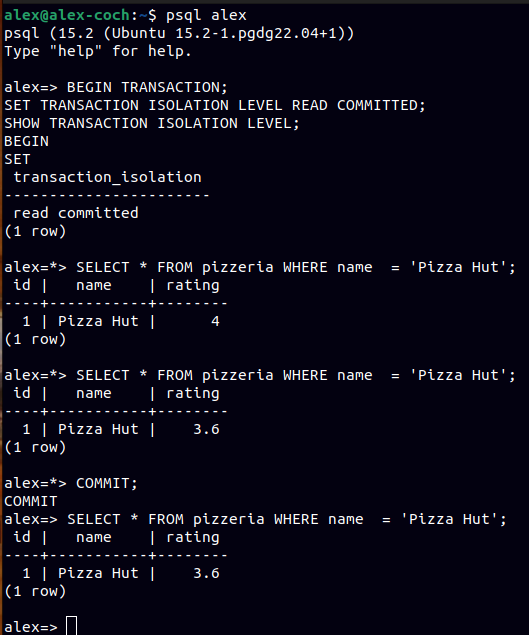 alex@alex-coch:~$ psql alex
psql (15.2 (Ubuntu 15.2-1.pgdg22.04+1))
Type "help" for help.

alex=> BEGIN TRANSACTION;
SET TRANSACTION ISOLATION LEVEL READ COMMITTED;
SHOW TRANSACTION ISOLATION LEVEL;
BEGIN
SET
 transaction_isolation
-----------------------
 read committed
(1 row)

alex=*> SELECT * FROM pizzeria WHERE name  = 'Pizza Hut';
 id |   name    | rating
----+-----------+--------
  1 | Pizza Hut |      4
(1 row)

alex=*> SELECT * FROM pizzeria WHERE name  = 'Pizza Hut';
 id |   name    | rating
----+-----------+--------
  1 | Pizza Hut |    3.6
(1 row)

alex=*> COMMIT;
COMMIT
alex=> SELECT * FROM pizzeria WHERE name  = 'Pizza Hut';
 id |   name    | rating
----+-----------+--------
  1 | Pizza Hut |    3.6
(1 row)

alex=>